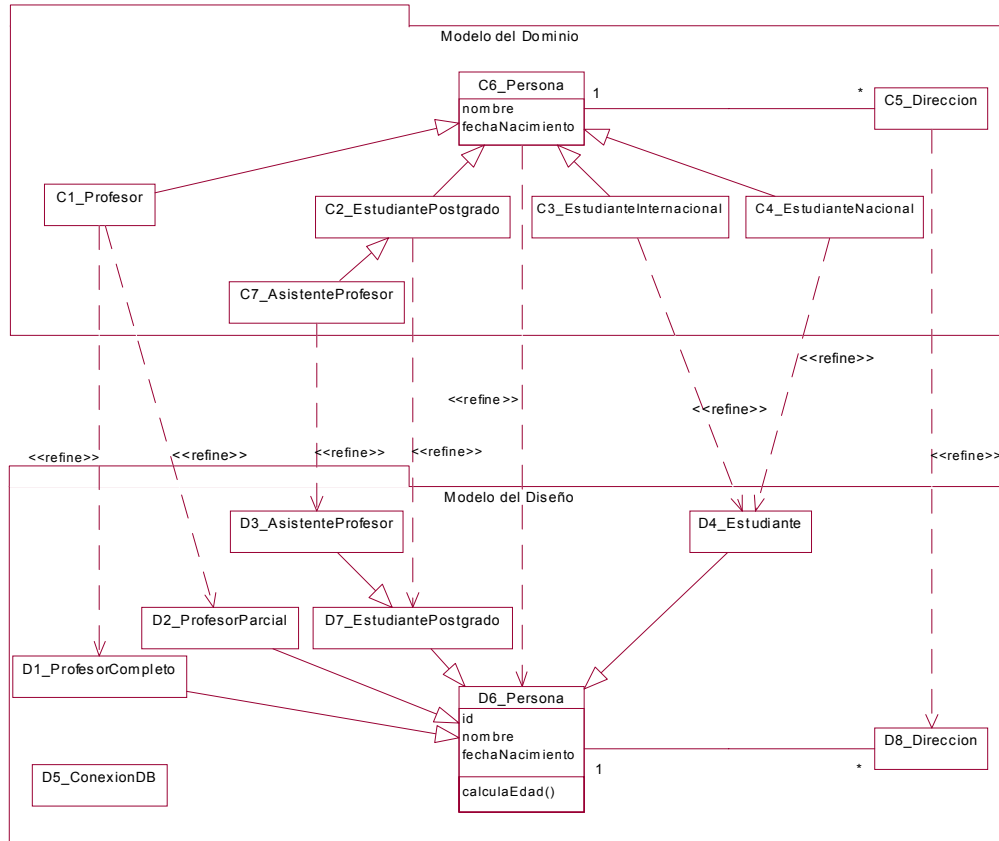 Modelo del Dominio
C6_Persona
nombre
fechaNacimiento
1
*
C5_Direccion
C1_Profesor
C2_EstudiantePostgrado
C3_EstudianteInternacional
C4_EstudianteNacional
C7_AsistenteProfesor
<<refine>>
<<refine>>
<<refine>>
<<refine>>
<<refine>>
<<refine>>
<<refine>>
<<refine>>
Modelo del Diseño
D3_AsistenteProfesor
D4_Estudiante
D2_ProfesorParcial
D7_EstudiantePostgrado
D1_ProfesorCompleto
D6_Persona
id
nombre
fechaNacimiento
calculaEdad()
1
*
D8_Direccion
D5_ConexionDB